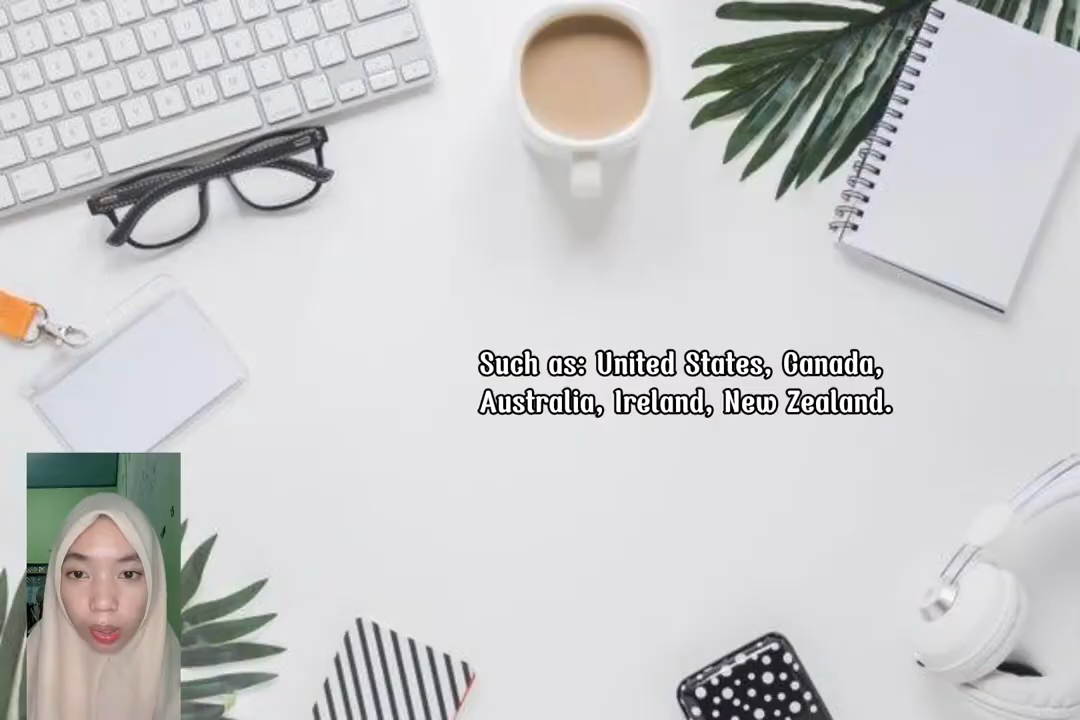 Such as: United States, Canada,
Australia, Ireland, New Zealand.